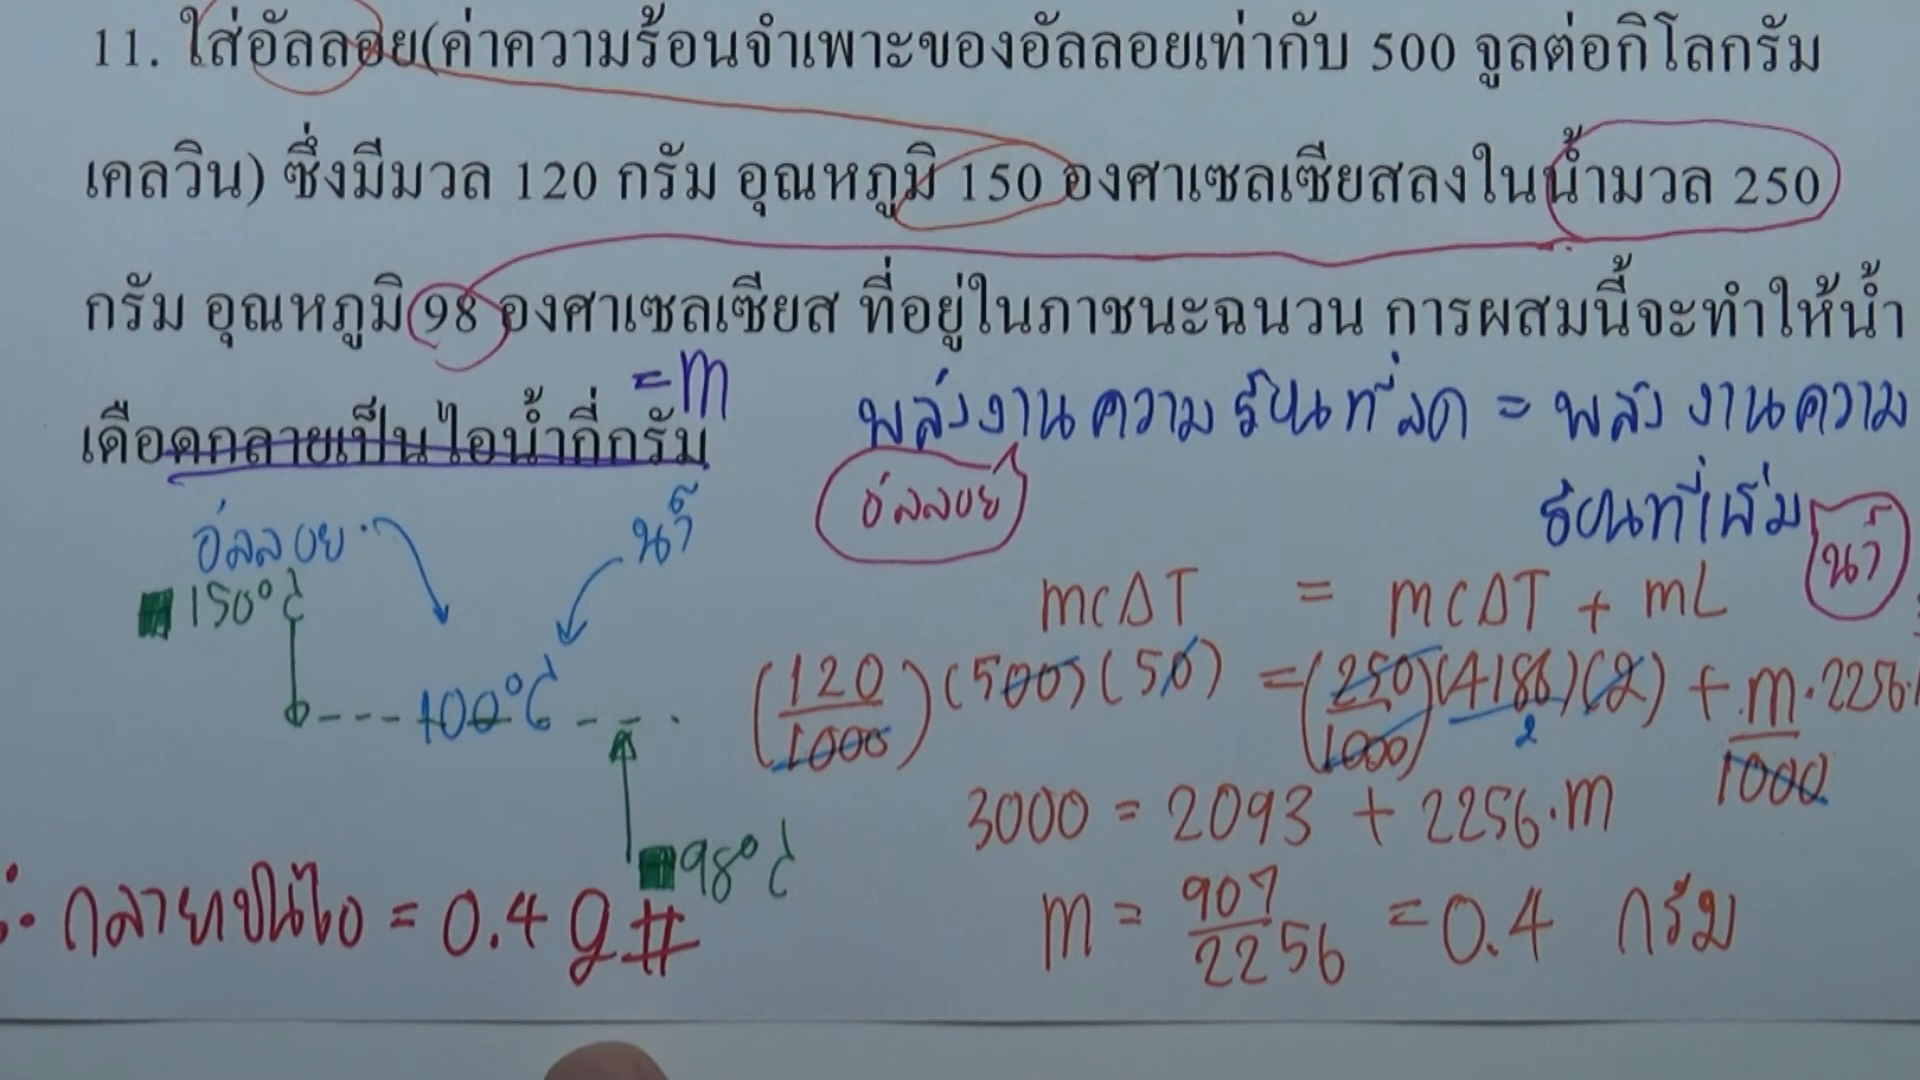 11. ใส่อัลลอย(ค่าความร้อนจำเพาะของอัลลอยเท่ากับ 500 จูลต่อกิโลกรัม
เคลวิน) ซึ่งมีมวล 120 กรัม อุณหภูมิ 150 องศาเซลเซียสลงในน้ำมวล 250
กรัม อุณหภูมิ 98 องศาเซลเซียส ที่อยู่ในภาชนะฉนวน การผสมนี้จะทำให้น้ำ
เดือดกลายเป็นไอน้ำกี่กรัม = m
พลังงานความร้อนที่ลด = พลังงานความ
ร้อนที่เพิ่ม
อัลลอย น้ำ
อัลลอย น้ำ
150°C
100°C
98°C
mcΔT = mcΔT + mL
(120/1000)(500)(50) = (250/1000)(4186)(2) + m/1000 · 2256 ·
2
3000 = 2093 + 2256·m
m = 907/2256 = 0.4 กรัม
∴ กลายเป็นไอ = 0.4 g #